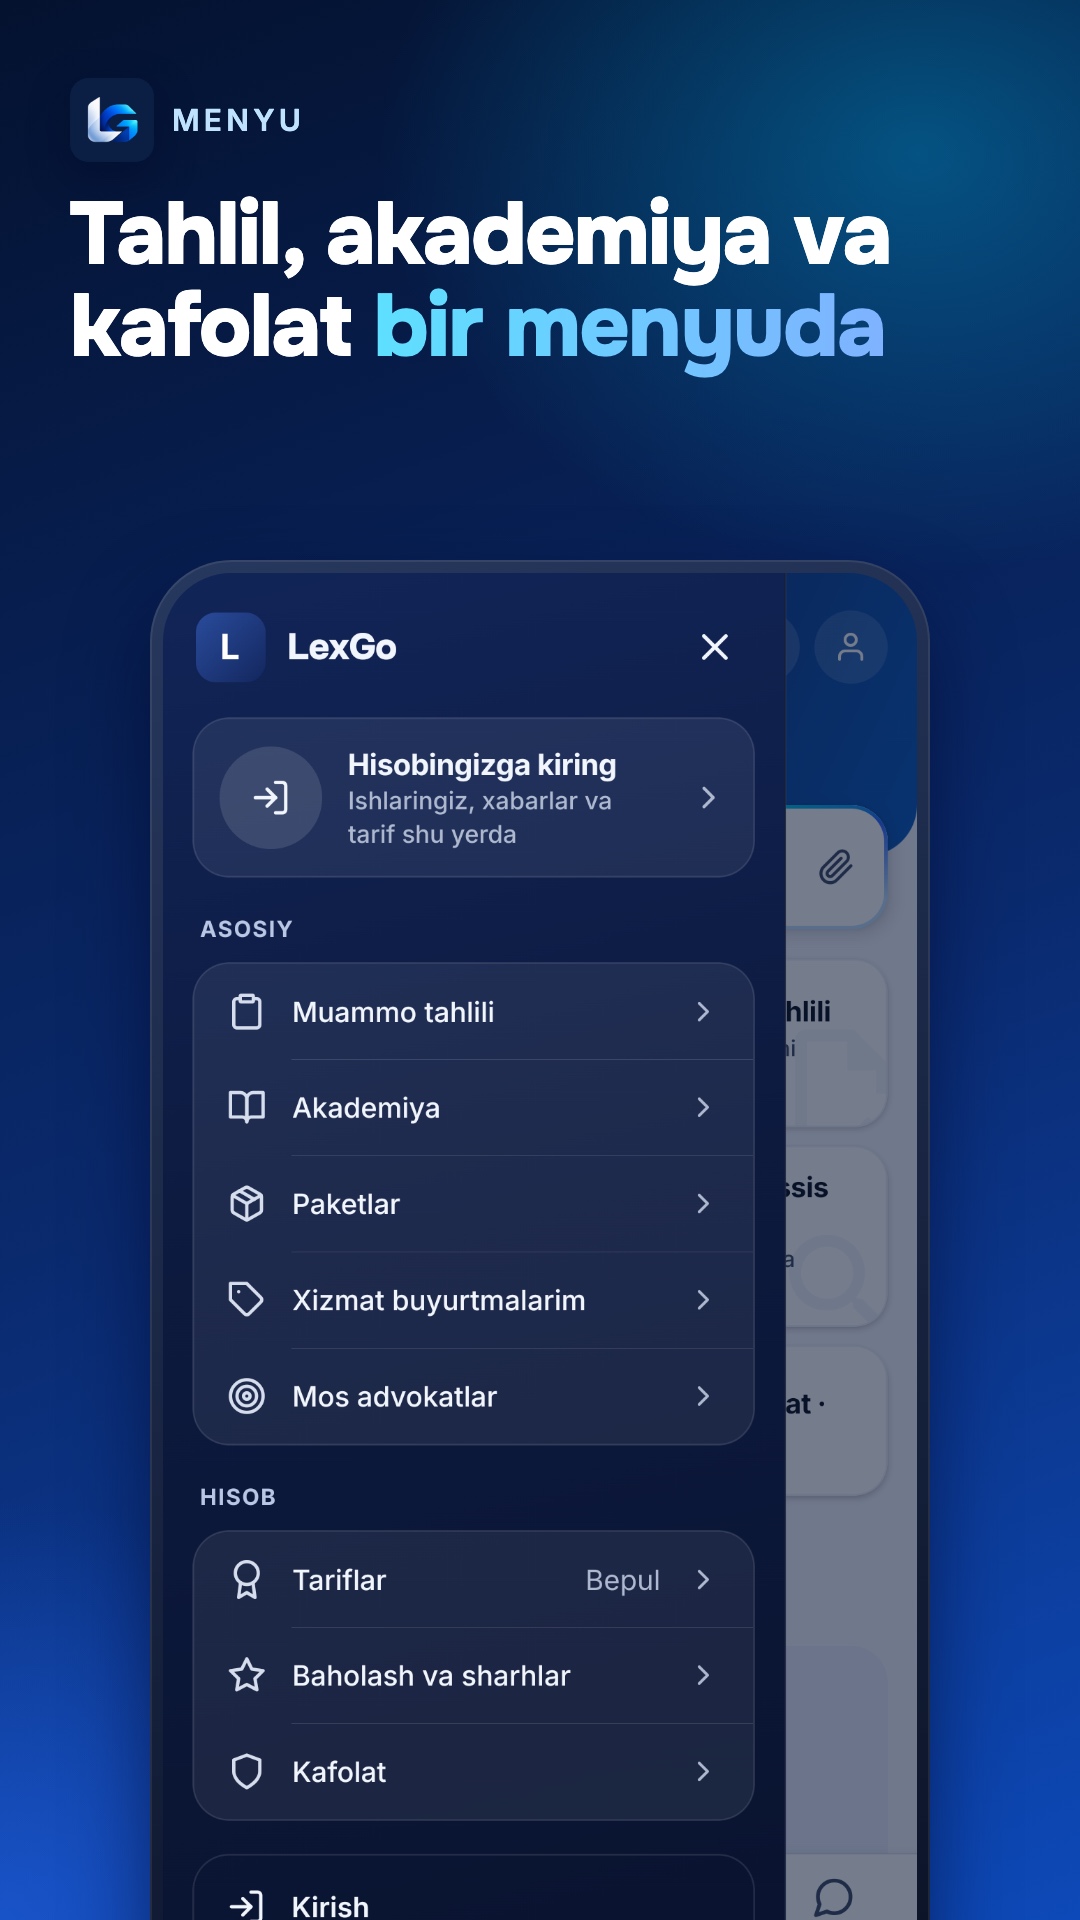 MENYU
Tahlil, akademiya va
kafolat bir menyuda
L LexGo
Hisobingizga kiring
Ishlaringiz, xabarlar va
tarif shu yerda
ASOSIY
Muammo tahlili
Akademiya
Paketlar
Xizmat buyurtmalarim
Mos advokatlar
HISOB
Tariflar Bepul
Baholash va sharhlar
Kafolat
Kirish
hlili
ssis
at ·